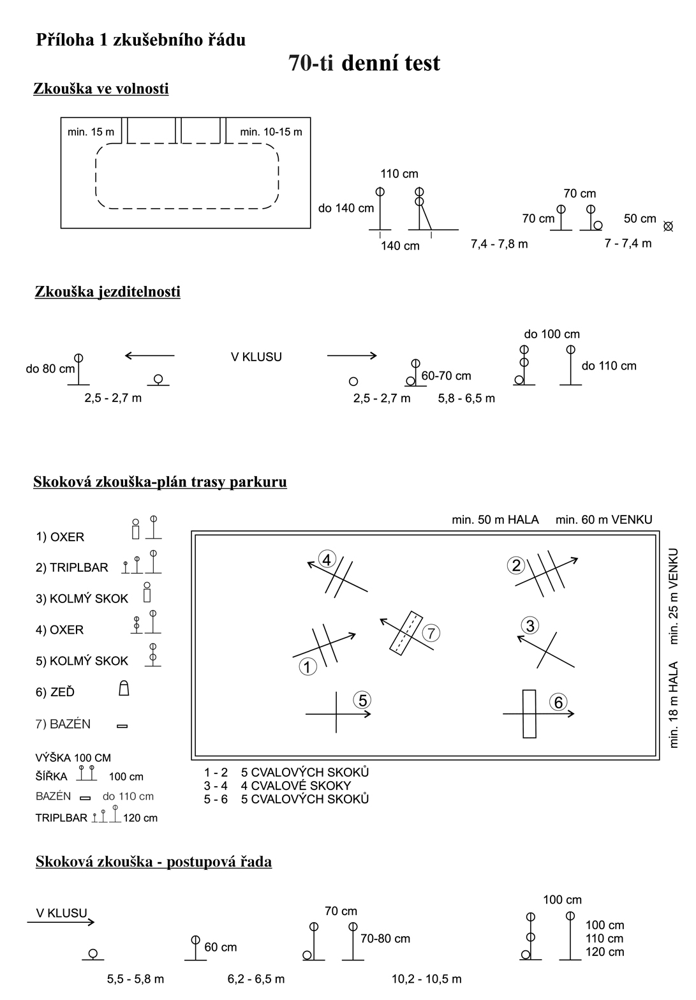 Příloha 1 zkušebního řádu
70-ti denní test
Zkouška ve volnosti
min. 15 m
min. 10-15 m
110 cm
do 140 cm
140 cm
7,4 - 7,8 m
70 cm
70 cm
50 cm
7 - 7,4 m
Zkouška jezditelnosti
do 80 cm
2,5 - 2,7 m
V KLUSU
60-70 cm
2,5 - 2,7 m
5,8 - 6,5 m
do 100 cm
do 110 cm
Skoková zkouška-plán trasy parkuru
1) OXER
2) TRIPLBAR
3) KOLMÝ SKOK
4) OXER
5) KOLMÝ SKOK
6) ZEĎ
7) BAZÉN
VÝŠKA 100 CM
ŠÍŘKA 100 cm
BAZÉN do 110 cm
TRIPLBAR 120 cm
min. 50 m HALA min. 60 m VENKU
min. 18 m HALA min. 25 m VENKU
4
2
7
3
1
5
6
1 - 2 5 CVALOVÝCH SKOKŮ
3 - 4 4 CVALOVÉ SKOKY
5 - 6 5 CVALOVÝCH SKOKŮ
Skoková zkouška - postupová řada
V KLUSU
5,5 - 5,8 m
60 cm
6,2 - 6,5 m
70 cm
70-80 cm
10,2 - 10,5 m
100 cm
100 cm
110 cm
120 cm